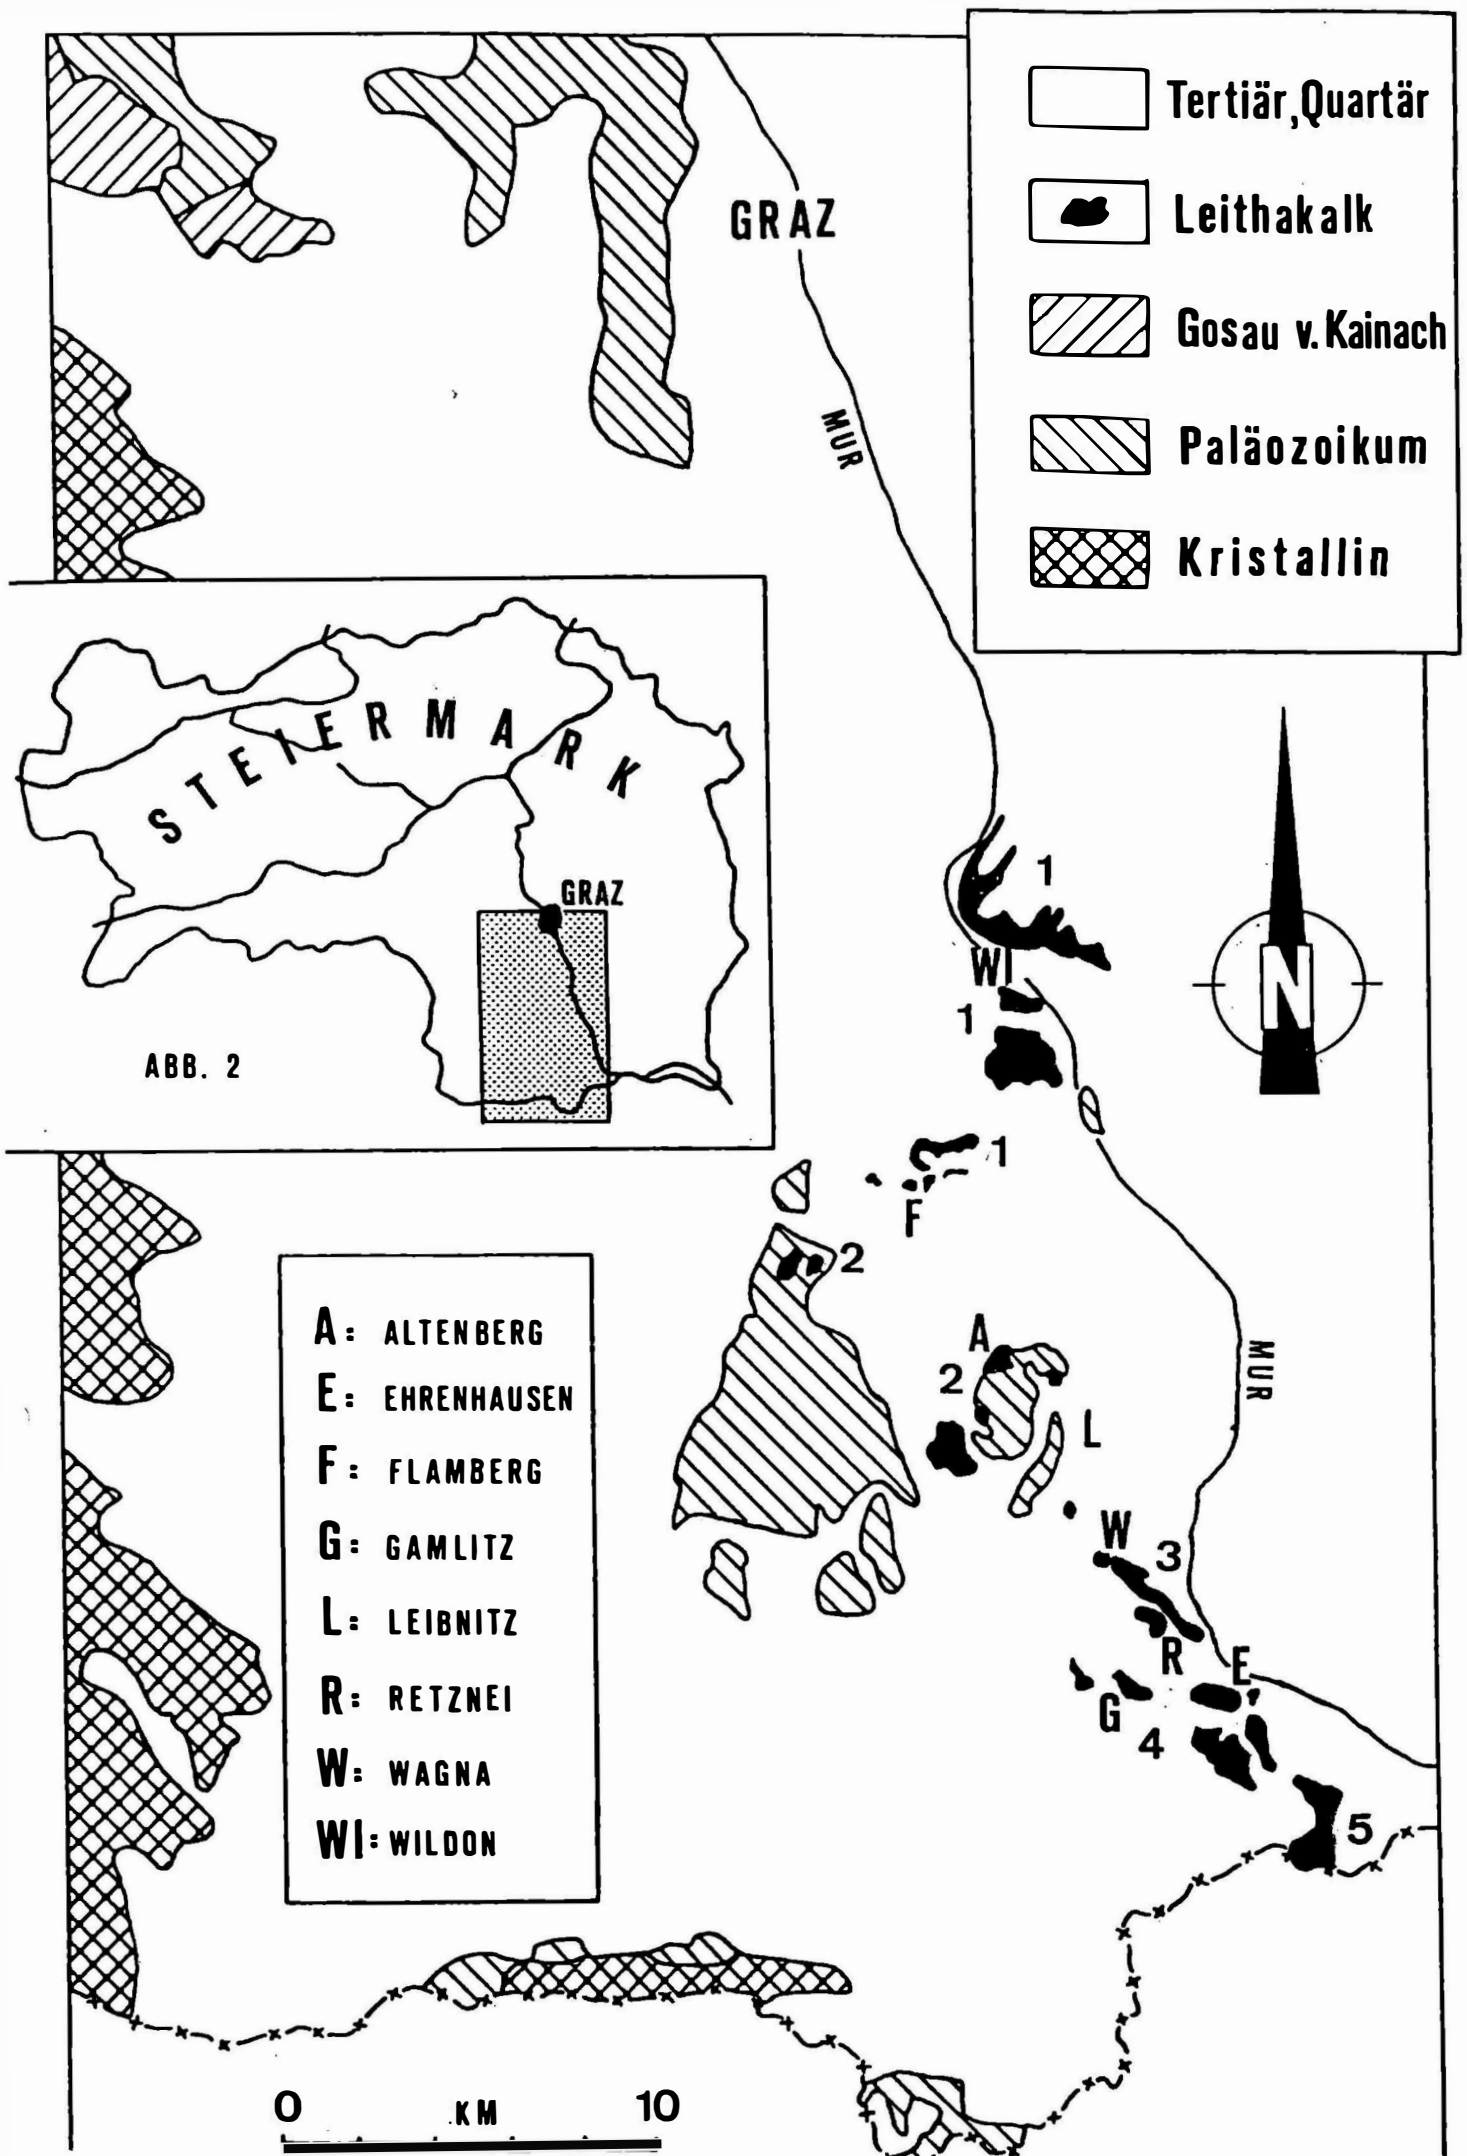 Tertiär,Quartär
Leithakalk
Gosau v.Kainach
Paläozoikum
Kristallin
GRAZ
MUR
STEIERMARK
GRAZ
ABB. 2
N
1
WI
1
1
F
2
A
2
L
MUR
W
3
R
E
G
4
5
A: ALTENBERG
E: EHRENHAUSEN
F: FLAMBERG
G: GAMLITZ
L: LEIBNITZ
R: RETZNEI
W: WAGNA
WI: WILDON
0 KM 10